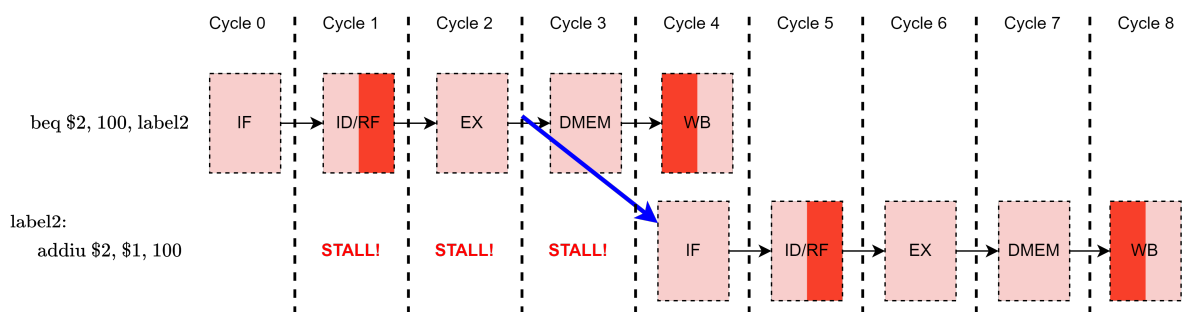 Cycle 0 Cycle 1 Cycle 2 Cycle 3 Cycle 4 Cycle 5 Cycle 6 Cycle 7 Cycle 8
beq $2, 100, label2 IF ID/RF EX DMEM WB
label2:
addiu $2, $1, 100 STALL! STALL! STALL! IF ID/RF EX DMEM WB